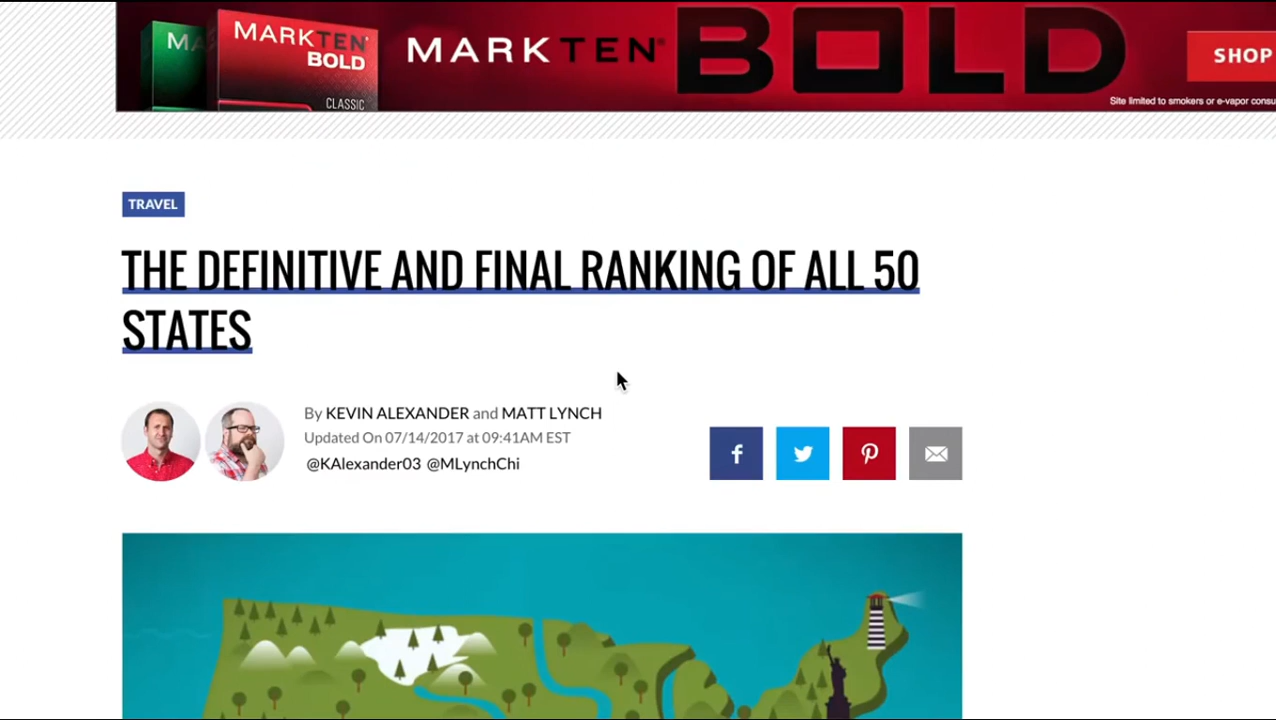 MARKTEN
BOLD
CLASSIC
MARKTEN® BOLD
SHOP
Site limited to smokers or e-vapor
TRAVEL
THE DEFINITIVE AND FINAL RANKING OF ALL 50
STATES
By KEVIN ALEXANDER and MATT LYNCH
Updated On 07/14/2017 at 09:41AM EST
@KAlexander03 @MLynchChi